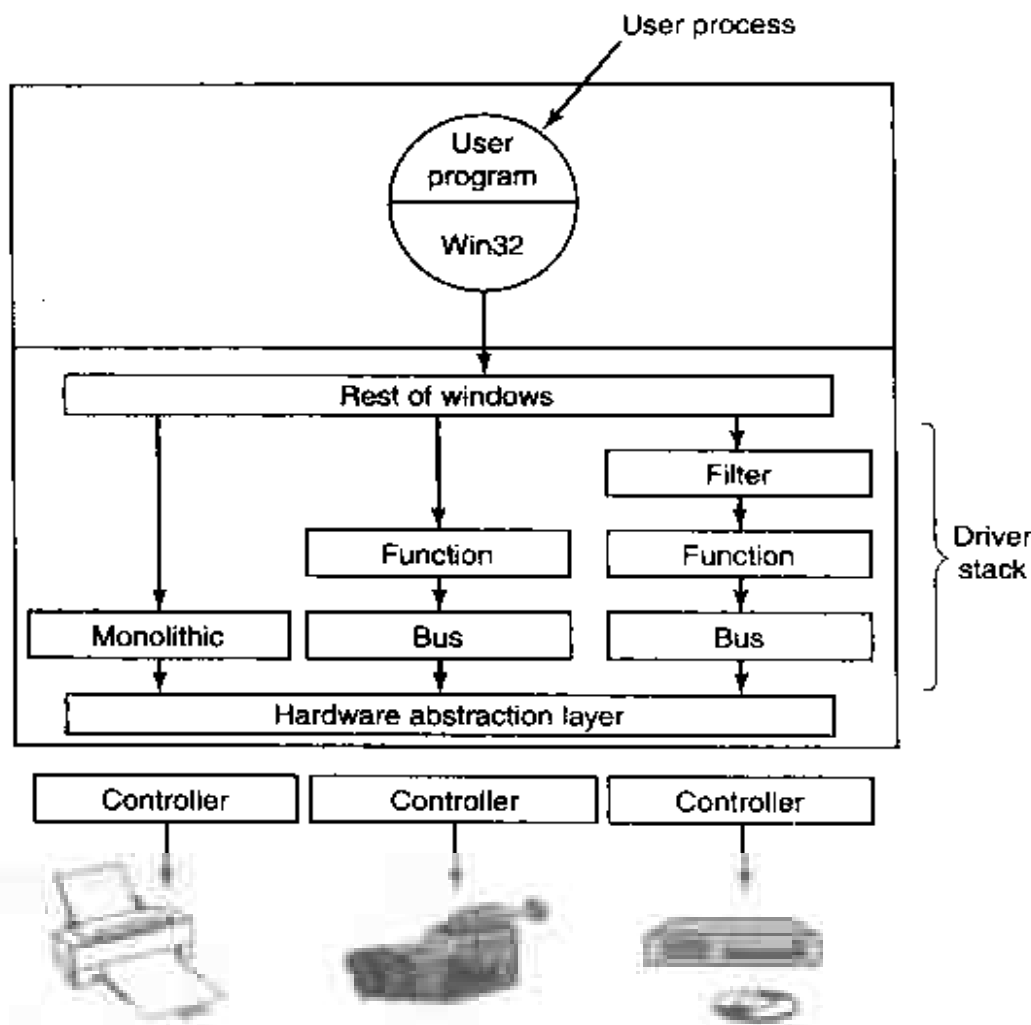 User process
User
program
Win32
Rest of windows
Filter
Function
Function
Driver
stack
Monolithic
Bus
Bus
Hardware abstraction layer
Controller
Controller
Controller